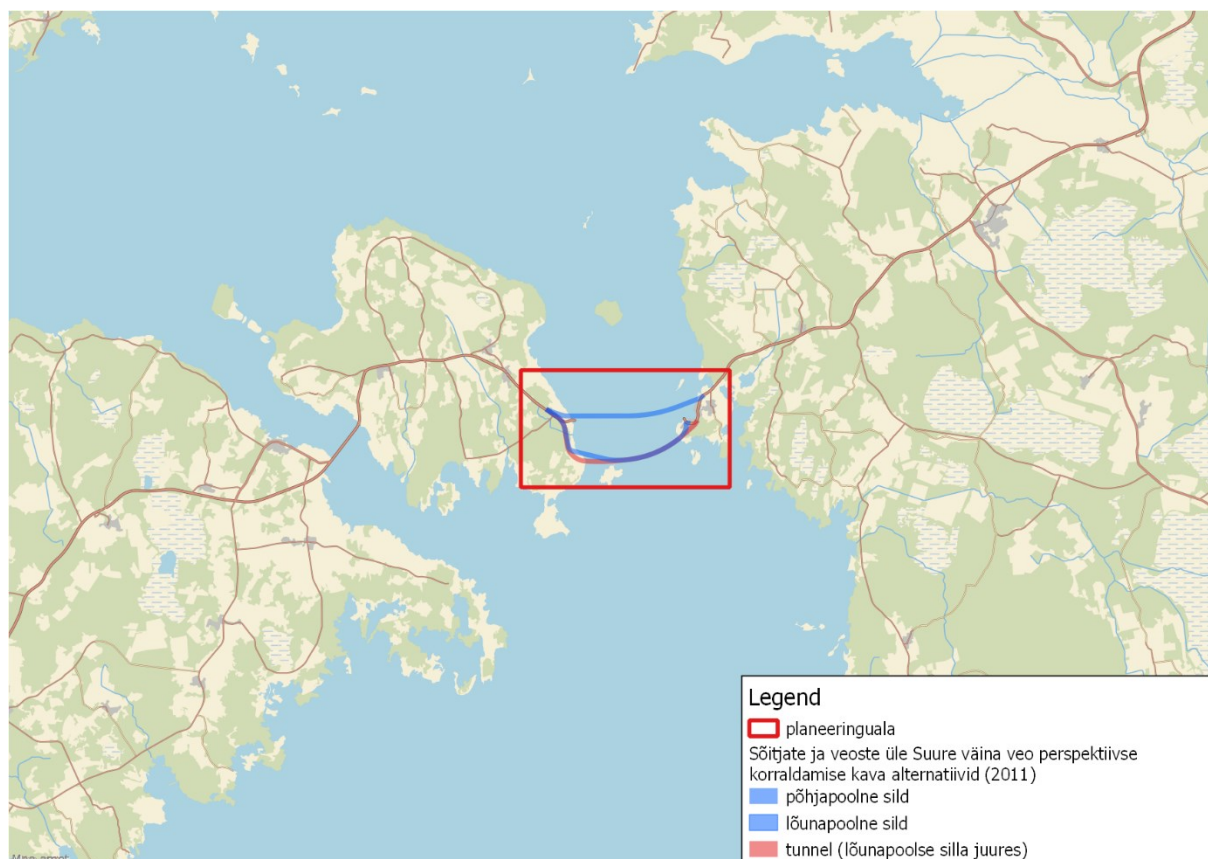 Legend
planeeringuala
Sõitjate ja veoste üle Suure väina veo perspektiivse
korraldamise kava alternatiivid (2011)
põhjapoolne sild
lõunapoolne sild
tunnel (lõunapoolse silla juures)